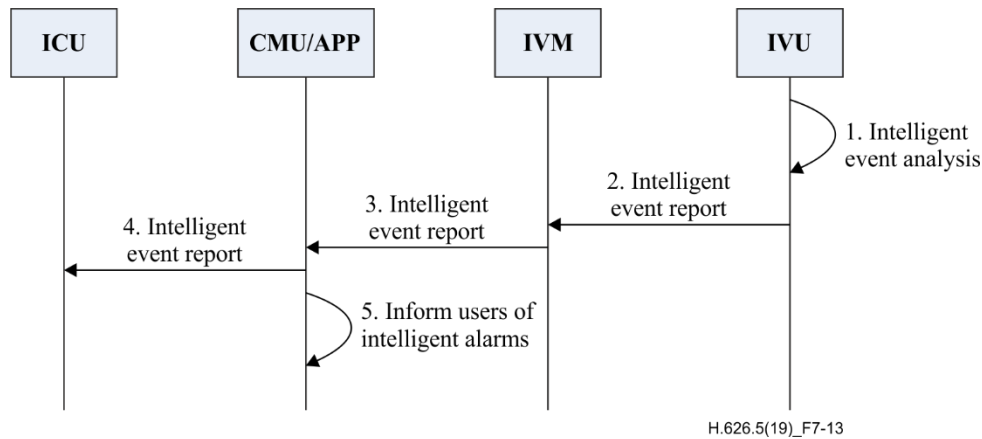 ICU
CMU/APP
IVM
IVU
1. Intelligent
event analysis
2. Intelligent
event report
3. Intelligent
event report
4. Intelligent
event report
5. Inform users of
intelligent alarms
H.626.5(19)_F7-13